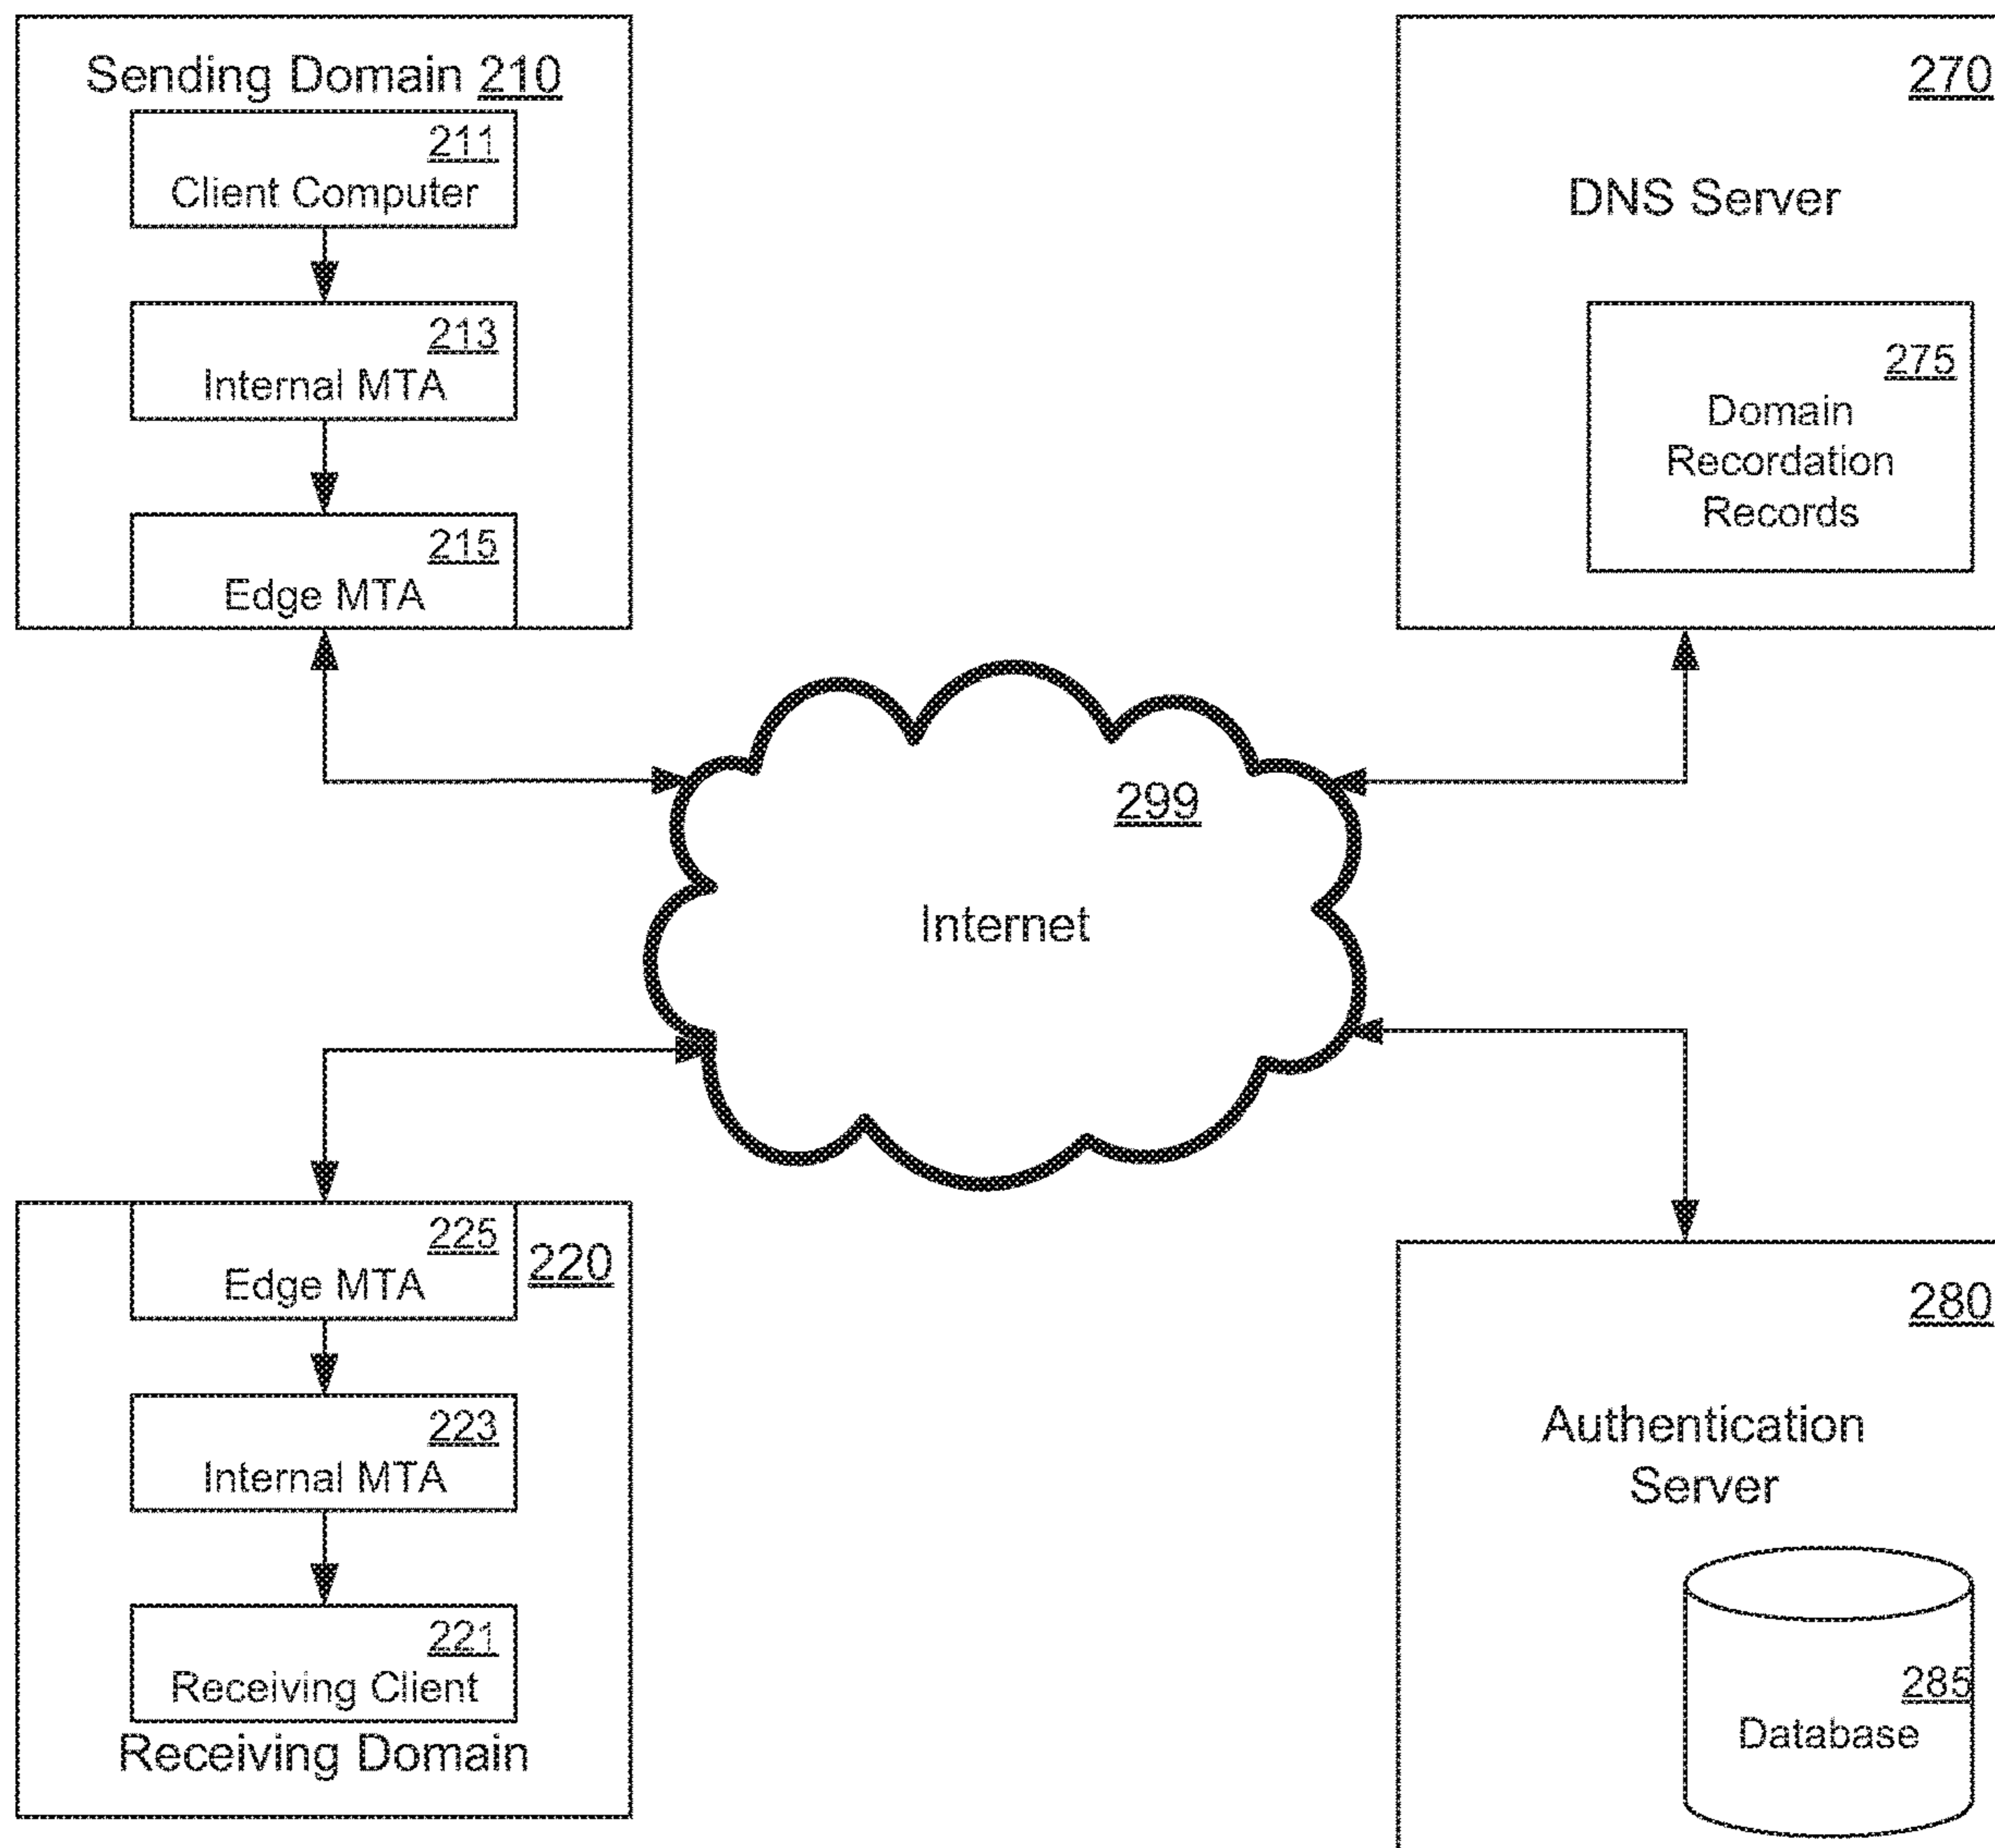 Sending Domain 210
211
Client Computer
213
Internal MTA
215
Edge MTA
270
DNS Server
275
Domain
Recordation
Records
299
Internet
225
Edge MTA
220
223
Internal MTA
221
Receiving Client
Receiving Domain
280
Authentication
Server
285
Database